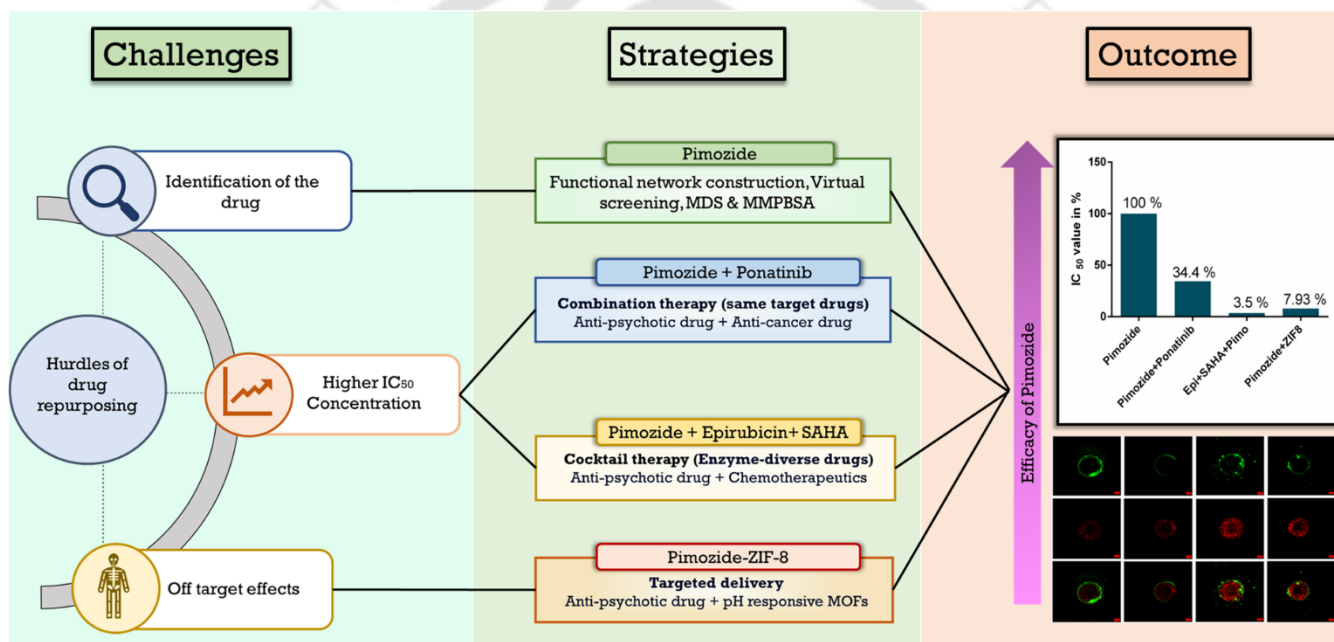 Challenges
Strategies
Outcome
Hurdles of
drug
repurposing
Identification of the
drug
Higher IC50
Concentration
Off target effects
Pimozide
Functional network construction, Virtual
screening, MDS & MMPBSA
Pimozide + Ponatinib
Combination therapy (same target drugs)
Anti-psychotic drug + Anti-cancer drug
Pimozide + Epirubicin+ SAHA
Cocktail therapy (Enzyme-diverse drugs)
Anti-psychotic drug + Chemotherapeutics
Pimozide-ZIF-8
Targeted delivery
Anti-psychotic drug + pH responsive MOFs
Efficacy of Pimozide
IC 50 value in %
150
100
50
0
100 %
34.4 %
3.5 %
7.93 %
Pimozide
Pimozide+Ponatinib
Epi+SAHA+Pimo
Pimozide+ZIF8